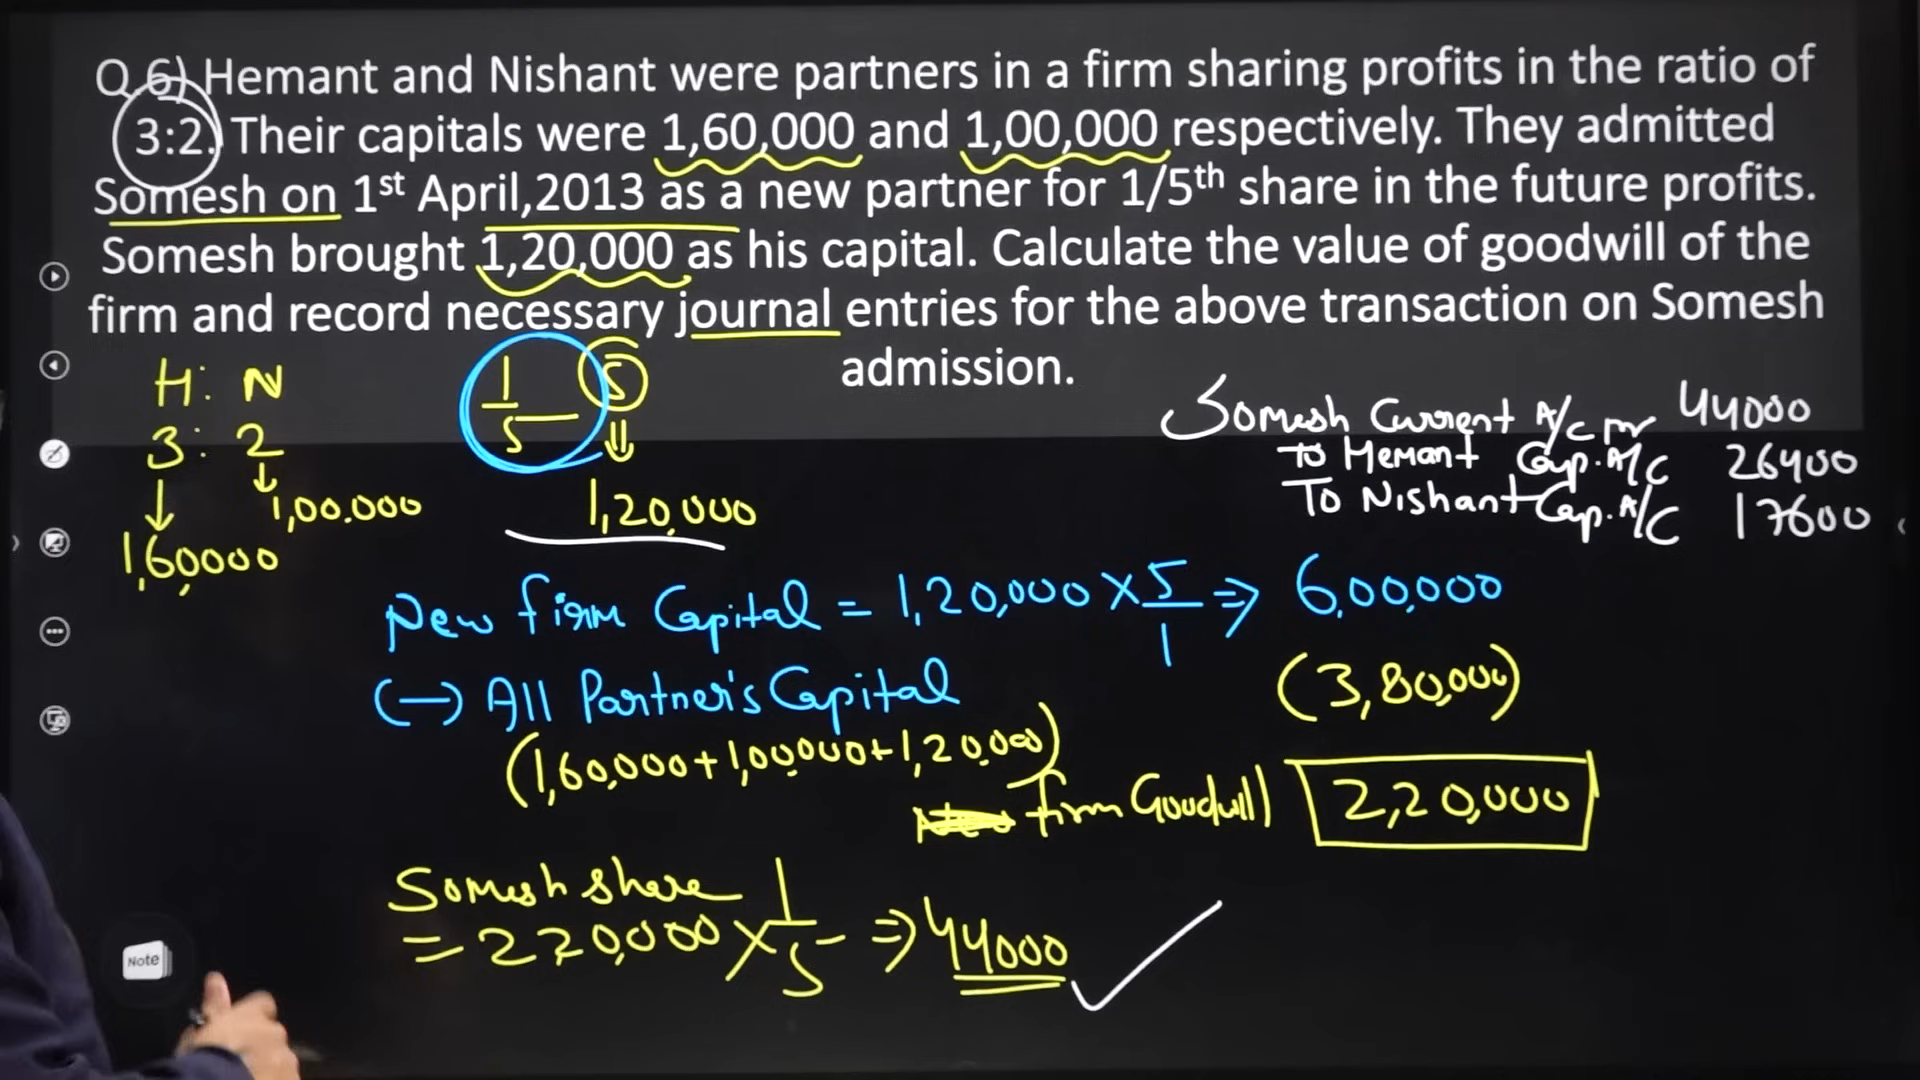 Q.6) Hemant and Nishant were partners in a firm sharing profits in the ratio of
3:2. Their capitals were 1,60,000 and 1,00,000 respectively. They admitted
Somesh on 1st April,2013 as a new partner for 1/5th share in the future profits.
Somesh brought 1,20,000 as his capital. Calculate the value of goodwill of the
firm and record necessary journal entries for the above transaction on Somesh
admission.
H : N
3 : 2
1,00.000
1,60,000
1/5
5
1,20,000
Somesh Current A/c Dr 44000
To Hemant Cap. A/C 26400
To Nishant Cap. A/C 17600
New firm Capital = 1,20,000 × 5/1 ⇒ 6,00,000
(−) All Partner's Capital (3,80,000)
(1,60,000+1,00,000+1,20,000)
firm Goodwill 2,20,000
Somesh share
= 220,000 × 1/5 ⇒ 44000
Note